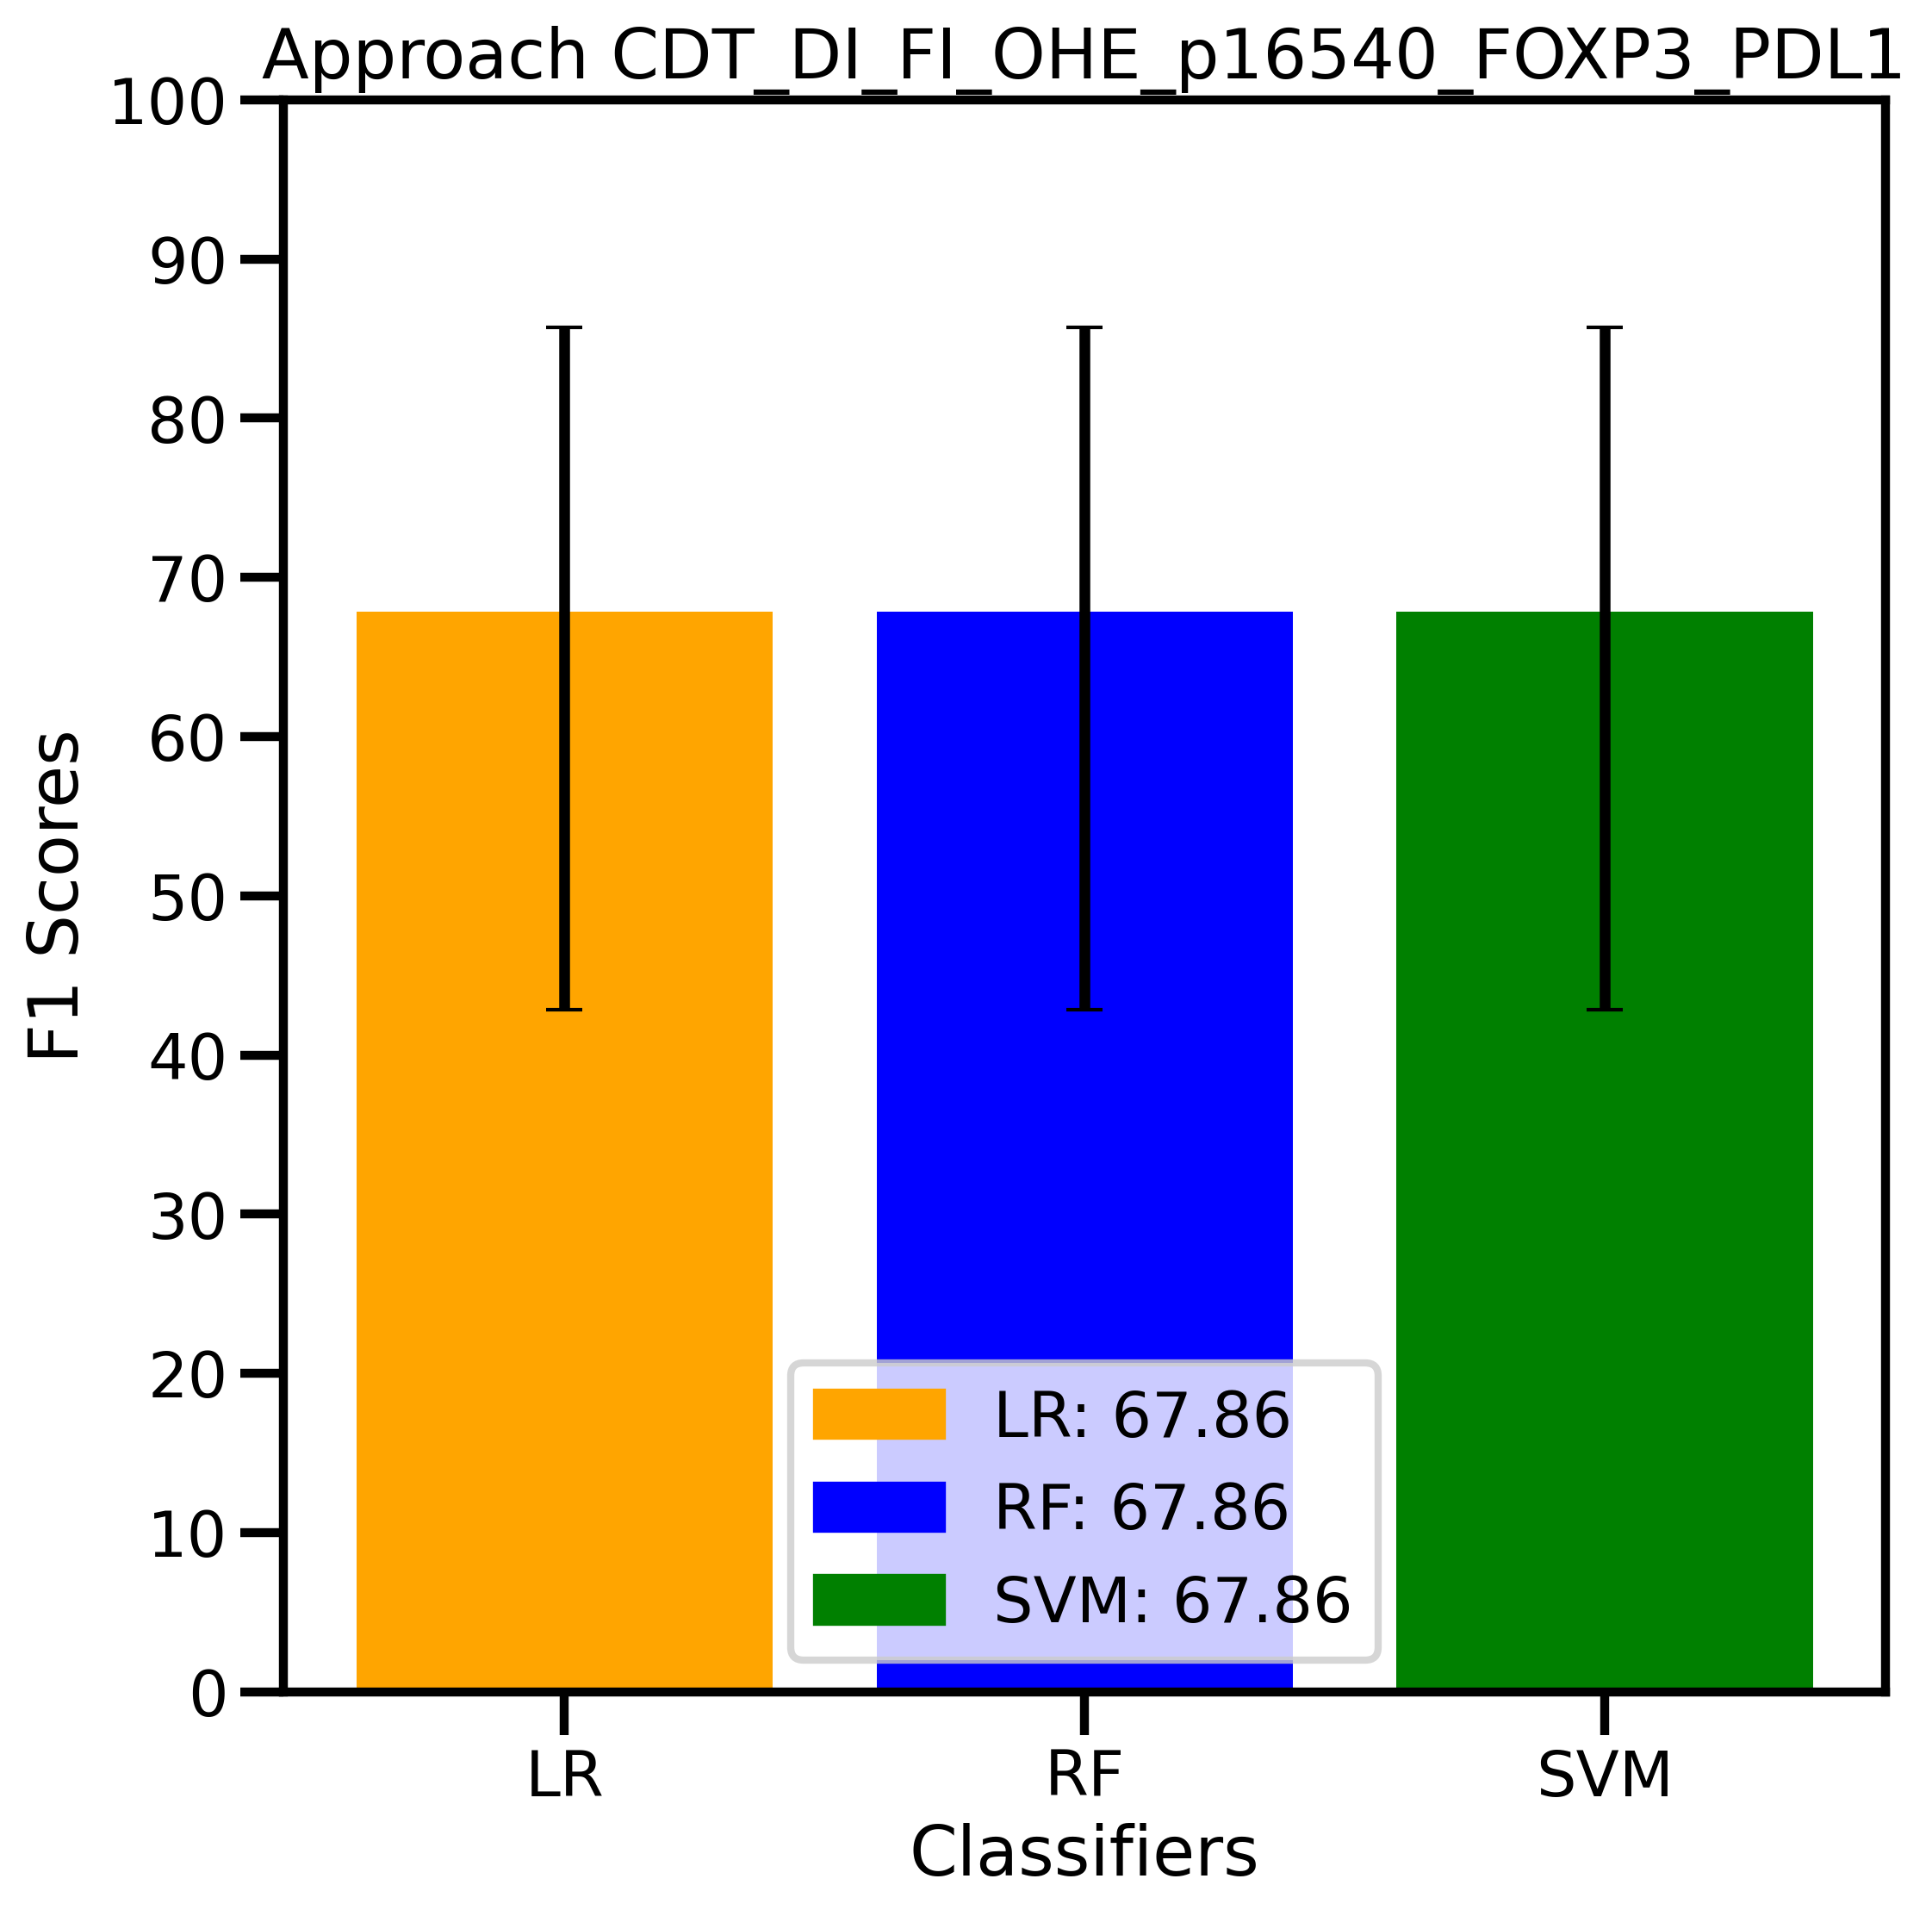 Approach CDT_DI_FI_OHE_p16540_FOXP3_PDL1
100
90
80
70
60
50
40
30
20
10
0
F1 Scores
LR: 67.86
RF: 67.86
SVM: 67.86
LR
RF
SVM
Classifiers